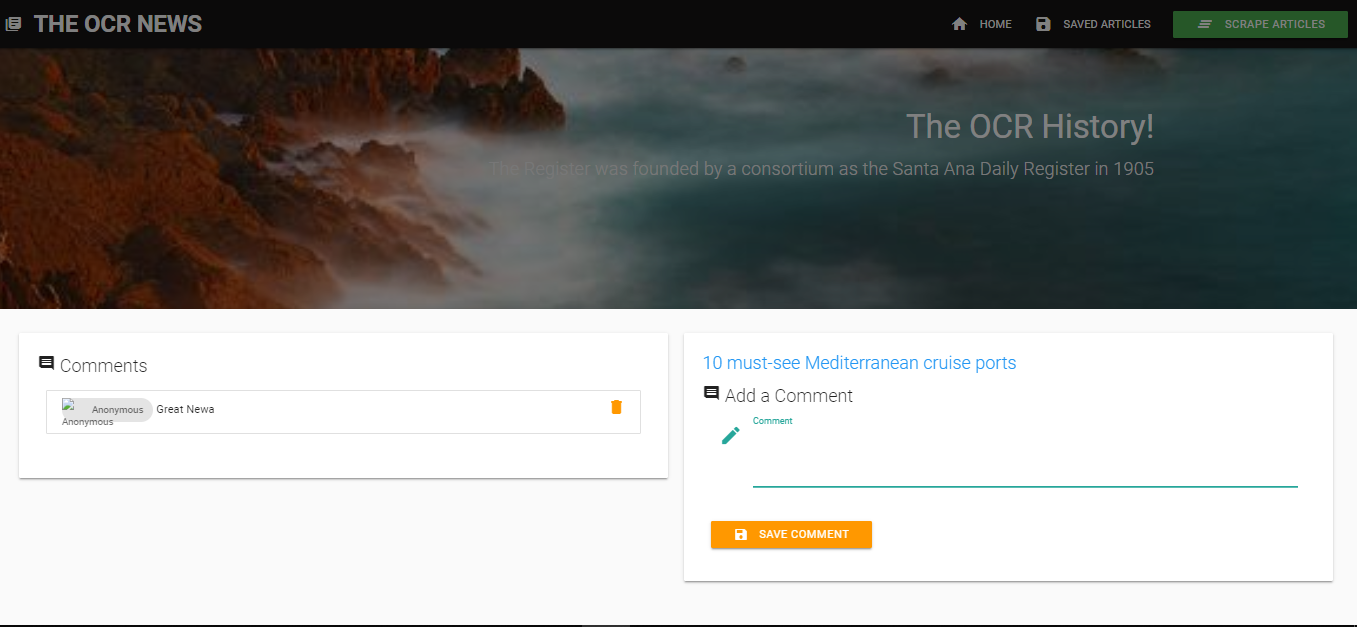 THE OCR NEWS
HOME
SAVED ARTICLES
SCRAPE ARTICLES
The OCR History!
The Register was founded by a consortium as the Santa Ana Daily Register in 1905
Comments
Anonymous Great Newa
Anonymous
10 must-see Mediterranean cruise ports
Add a Comment
Comment
SAVE COMMENT